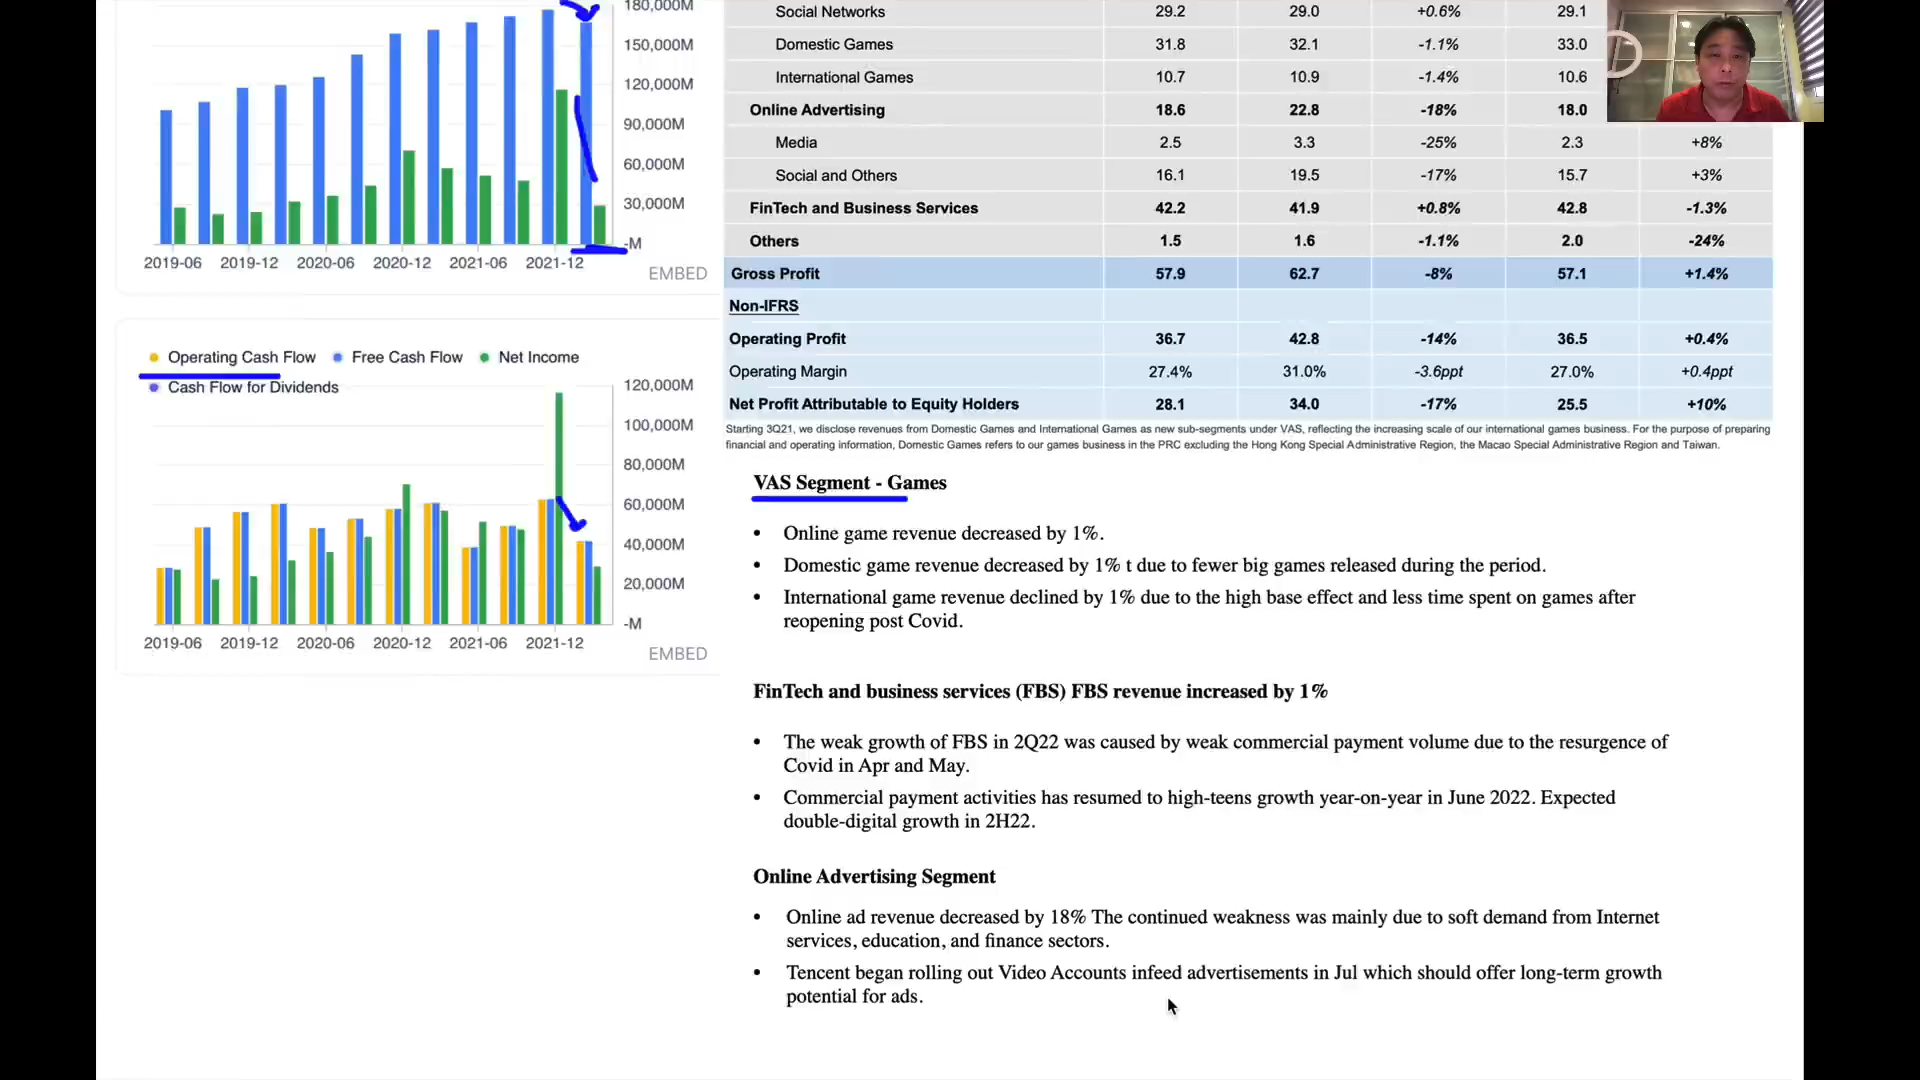 180,000M
150,000M
120,000M
90,000M
60,000M
30,000M
-M
2019-06 2019-12 2020-06 2020-12 2021-06 2021-12
EMBED
Operating Cash Flow Free Cash Flow Net Income
Cash Flow for Dividends
120,000M
100,000M
80,000M
60,000M
40,000M
20,000M
-M
2019-06 2019-12 2020-06 2020-12 2021-06 2021-12
EMBED
Social Networks 29.2 29.0 +0.6% 29.1
Domestic Games 31.8 32.1 -1.1% 33.0
International Games 10.7 10.9 -1.4% 10.6
Online Advertising 18.6 22.8 -18% 18.0
Media 2.5 3.3 -25% 2.3 +8%
Social and Others 16.1 19.5 -17% 15.7 +3%
FinTech and Business Services 42.2 41.9 +0.8% 42.8 -1.3%
Others 1.5 1.6 -1.1% 2.0 -24%
Gross Profit 57.9 62.7 -8% 57.1 +1.4%
Non-IFRS
Operating Profit 36.7 42.8 -14% 36.5 +0.4%
Operating Margin 27.4% 31.0% -3.6ppt 27.0% +0.4ppt
Net Profit Attributable to Equity Holders 28.1 34.0 -17% 25.5 +10%
Starting 3Q21, we disclose revenues from Domestic Games and International Games as new sub-segments under VAS, reflecting the increasing scale of our international games business. For the purpose of preparing
financial and operating information, Domestic Games refers to our games business in the PRC excluding the Hong Kong Special Administrative Region, the Macao Special Administrative Region and Taiwan.
VAS Segment - Games
• Online game revenue decreased by 1%.
• Domestic game revenue decreased by 1% t due to fewer big games released during the period.
• International game revenue declined by 1% due to the high base effect and less time spent on games after
reopening post Covid.
FinTech and business services (FBS) FBS revenue increased by 1%
• The weak growth of FBS in 2Q22 was caused by weak commercial payment volume due to the resurgence of
Covid in Apr and May.
• Commercial payment activities has resumed to high-teens growth year-on-year in June 2022. Expected
double-digital growth in 2H22.
Online Advertising Segment
• Online ad revenue decreased by 18% The continued weakness was mainly due to soft demand from Internet
services, education, and finance sectors.
• Tencent began rolling out Video Accounts infeed advertisements in Jul which should offer long-term growth
potential for ads.